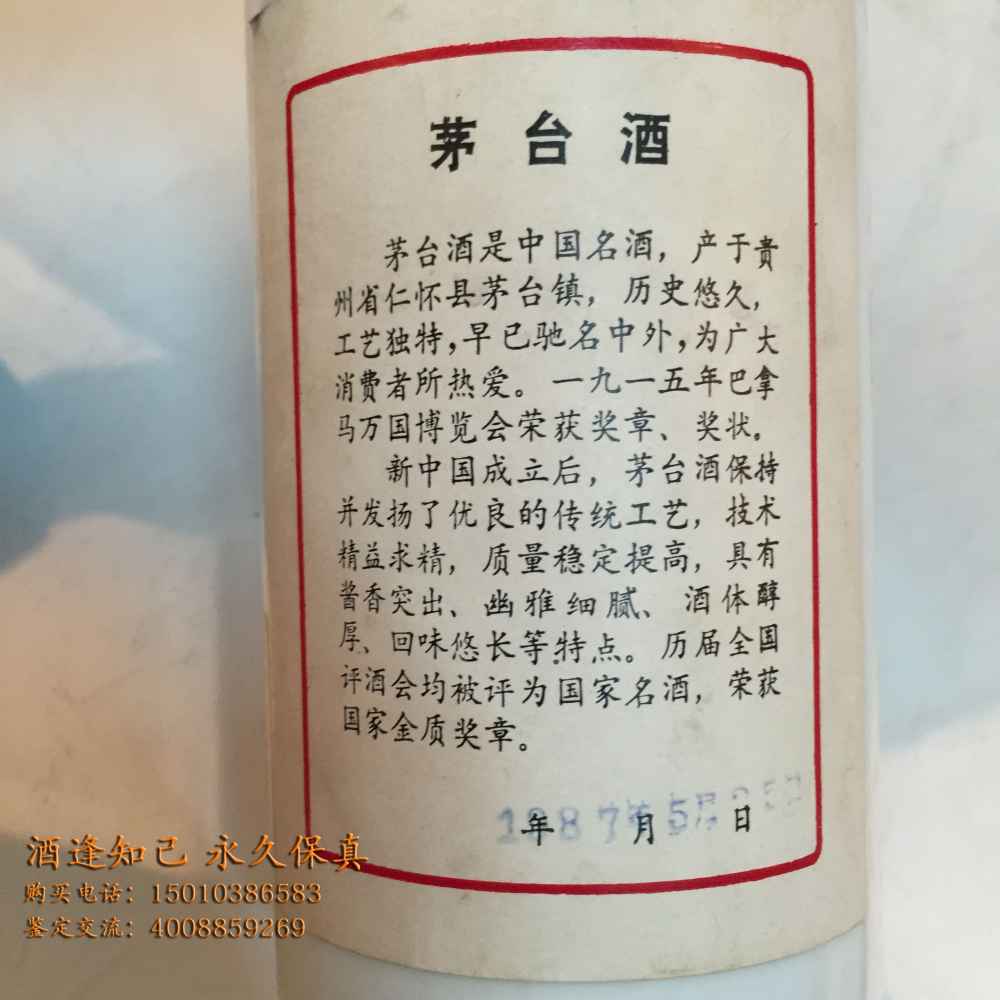 茅台酒
茅台酒是中国名酒，产于贵
州省仁怀县茅台镇，历史悠久，
工艺独特，早已驰名中外，为广大
消费者所热爱。一九一五年巴拿
马万国博览会荣获奖章、奖状。
新中国成立后，茅台酒保持
并发扬了优良的传统工艺，技术
精益求精，质量稳定提高，具有
酱香突出、幽雅细腻、酒体醇
厚、回味悠长等特点。历届全国
评酒会均被评为国家名酒，荣获
国家金质奖章。
1987年5月 日
酒逢知己 永久保真
购买电话：15010386583
鉴定交流：4008859269